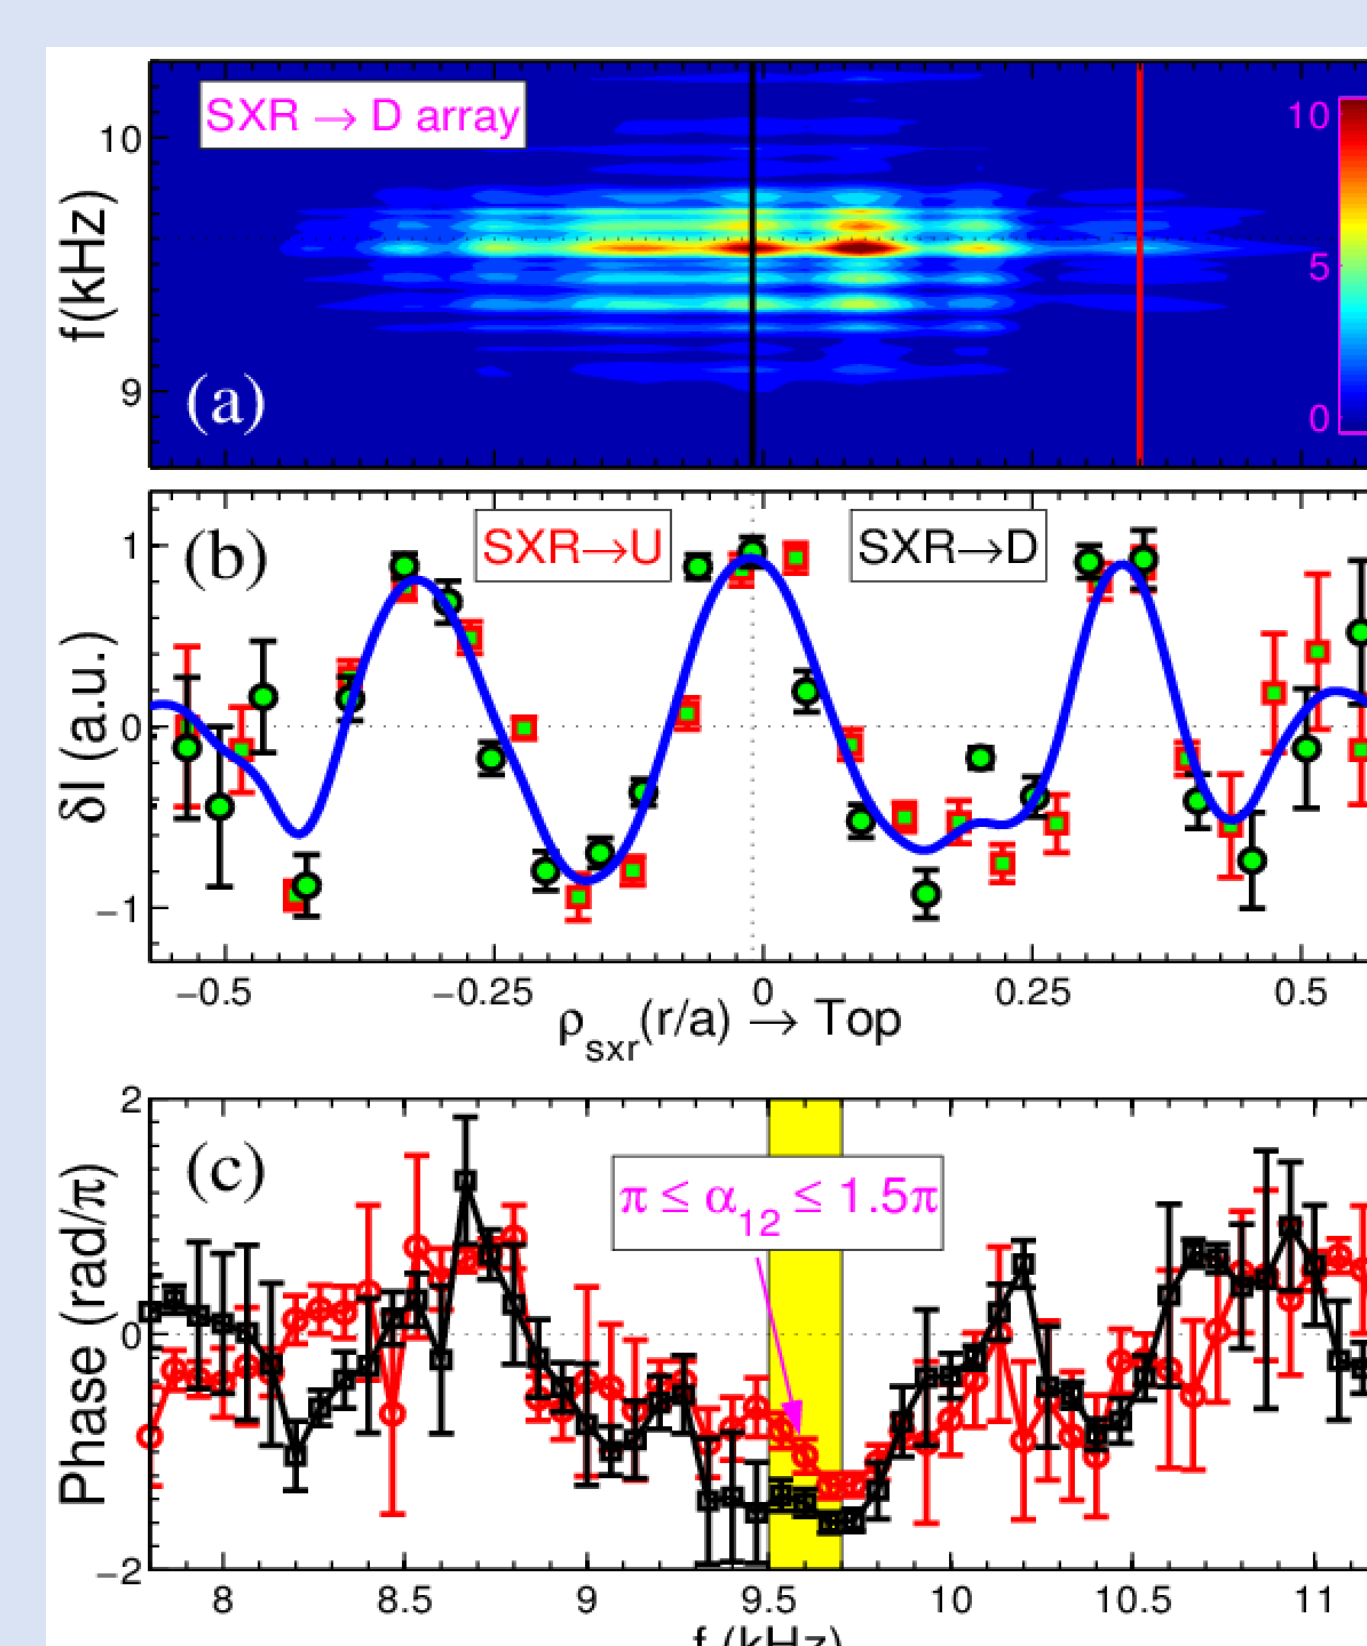 SXR → D array
10
9
f(kHz)
(a)
10
5
0
(b)
SXR→U
SXR→D
1
0
−1
δI (a.u.)
−0.5
−0.25
0
0.25
0.5
ρsxr(r/a) → Top
(c)
π ≤ α12 ≤ 1.5π
2
0
−2
Phase (rad/π)
8
8.5
9
9.5
10
10.5
11
f (kHz)